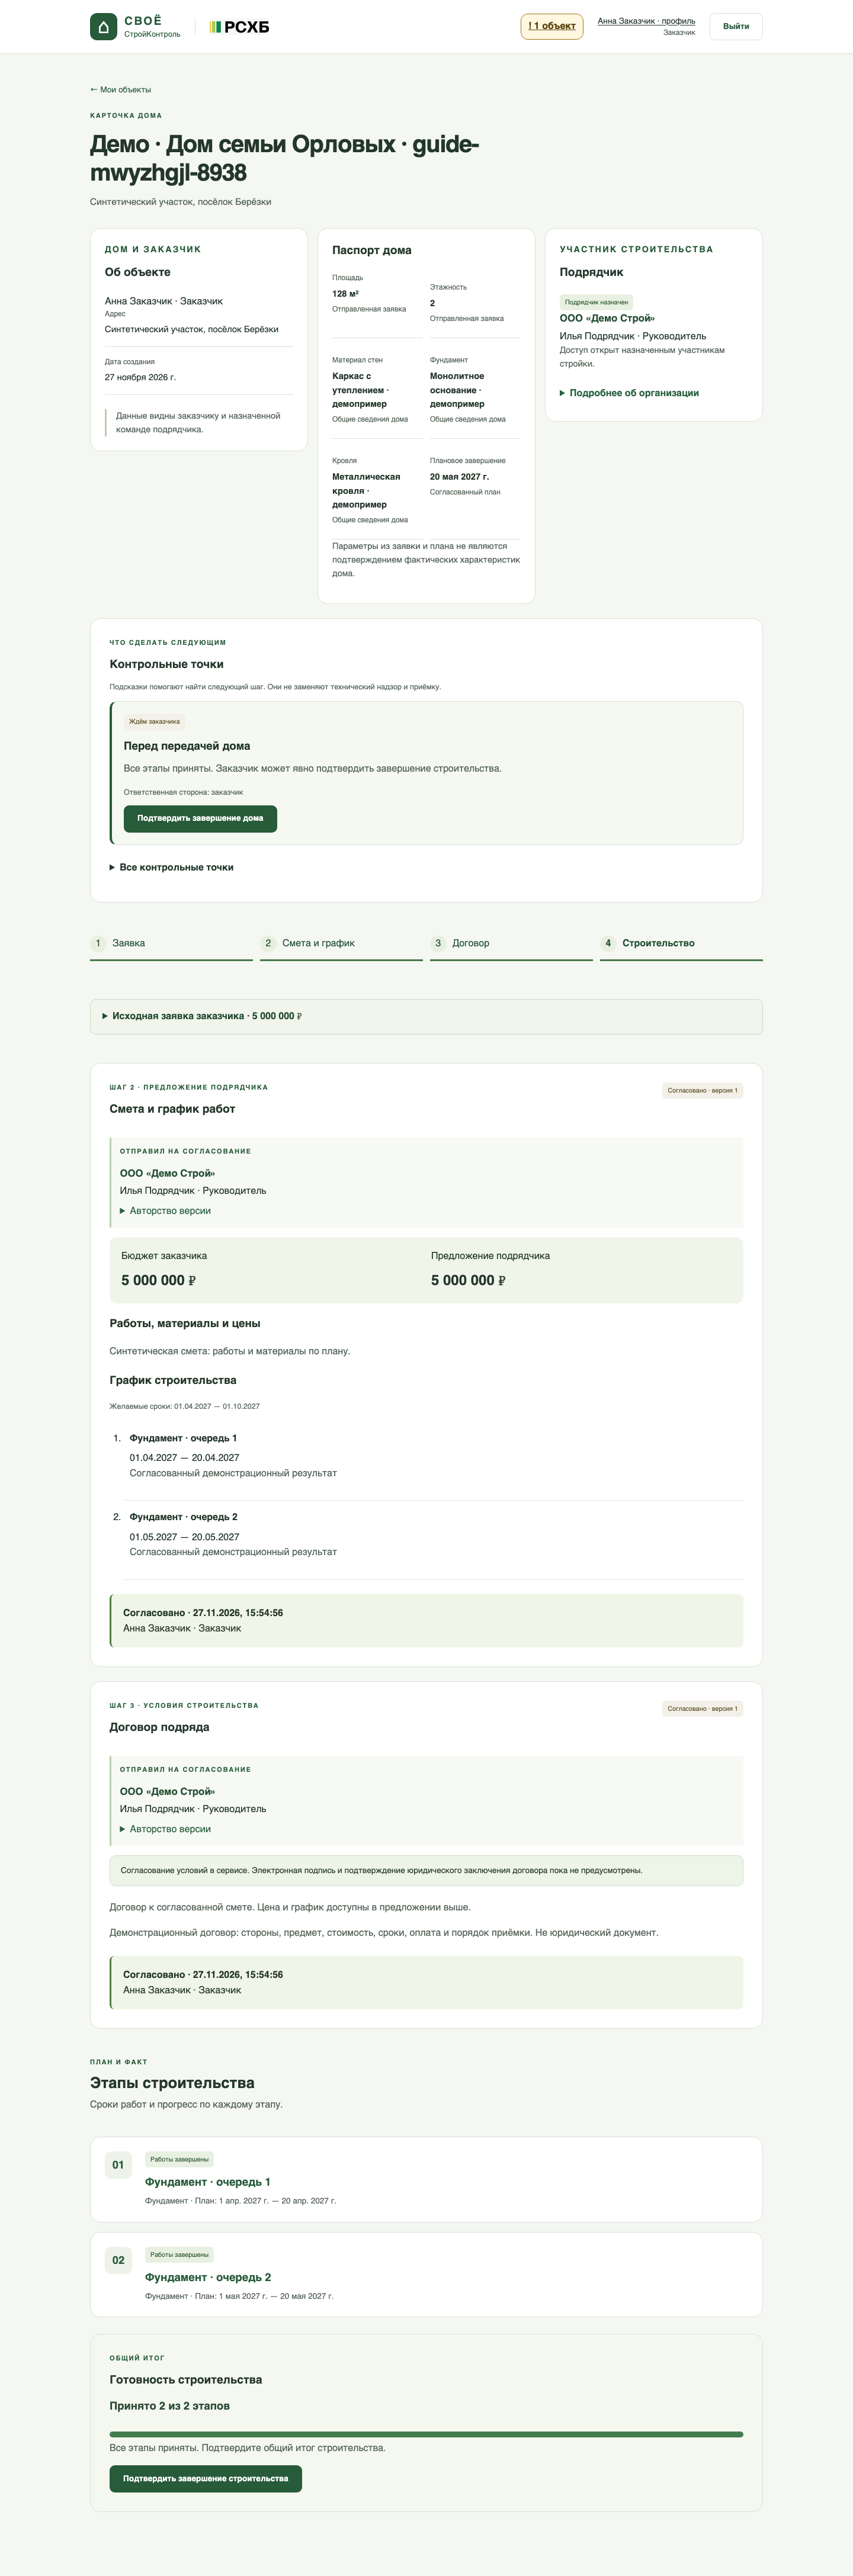 СВОЁ
СтройКонтроль
РСХБ
! 1 объект
Анна Заказчик · профиль
Заказчик
Выйти
← Мои объекты
КАРТОЧКА ДОМА
Демо · Дом семьи Орловых · guide-
mwyzhgjl-8938
Синтетический участок, посёлок Берёзки
ДОМ И ЗАКАЗЧИК
Об объекте
Анна Заказчик · Заказчик
Адрес
Синтетический участок, посёлок Берёзки
Дата создания
27 ноября 2026 г.
Данные видны заказчику и назначенной
команде подрядчика.
Паспорт дома
Площадь
128 м²
Отправленная заявка
Этажность
2
Отправленная заявка
Материал стен
Каркас с
утеплением ·
демопример
Общие сведения дома
Фундамент
Монолитное
основание ·
демопример
Общие сведения дома
Кровля
Металлическая
кровля ·
демопример
Общие сведения дома
Плановое завершение
20 мая 2027 г.
Согласованный план
Параметры из заявки и плана не являются
подтверждением фактических характеристик
дома.
УЧАСТНИК СТРОИТЕЛЬСТВА
Подрядчик
Подрядчик назначен
ООО «Демо Строй»
Илья Подрядчик · Руководитель
Доступ открыт назначенным участникам
стройки.
▶ Подробнее об организации
ЧТО СДЕЛАТЬ СЛЕДУЮЩИМ
Контрольные точки
Подсказки помогают найти следующий шаг. Они не заменяют технический надзор и приёмку.
Ждём заказчика
Перед передачей дома
Все этапы приняты. Заказчик может явно подтвердить завершение строительства.
Ответственная сторона: заказчик
Подтвердить завершение дома
▶ Все контрольные точки
1 Заявка
2 Смета и график
3 Договор
4 Строительство
▶ Исходная заявка заказчика · 5 000 000 ₽
ШАГ 2 · ПРЕДЛОЖЕНИЕ ПОДРЯДЧИКА
Смета и график работ
Согласовано · версия 1
ОТПРАВИЛ НА СОГЛАСОВАНИЕ
ООО «Демо Строй»
Илья Подрядчик · Руководитель
▶ Авторство версии
Бюджет заказчика
5 000 000 ₽
Предложение подрядчика
5 000 000 ₽
Работы, материалы и цены
Синтетическая смета: работы и материалы по плану.
График строительства
Желаемые сроки: 01.04.2027 — 01.10.2027
1. Фундамент · очередь 1
01.04.2027 — 20.04.2027
Согласованный демонстрационный результат
2. Фундамент · очередь 2
01.05.2027 — 20.05.2027
Согласованный демонстрационный результат
Согласовано · 27.11.2026, 15:54:56
Анна Заказчик · Заказчик
ШАГ 3 · УСЛОВИЯ СТРОИТЕЛЬСТВА
Договор подряда
Согласовано · версия 1
ОТПРАВИЛ НА СОГЛАСОВАНИЕ
ООО «Демо Строй»
Илья Подрядчик · Руководитель
▶ Авторство версии
Согласование условий в сервисе. Электронная подпись и подтверждение юридического заключения договора пока не предусмотрены.
Договор к согласованной смете. Цена и график доступны в предложении выше.
Демонстрационный договор: стороны, предмет, стоимость, сроки, оплата и порядок приёмки. Не юридический документ.
Согласовано · 27.11.2026, 15:54:56
Анна Заказчик · Заказчик
ПЛАН И ФАКТ
Этапы строительства
Сроки работ и прогресс по каждому этапу.
01
Работы завершены
Фундамент · очередь 1
Фундамент · План: 1 апр. 2027 г. — 20 апр. 2027 г.
02
Работы завершены
Фундамент · очередь 2
Фундамент · План: 1 мая 2027 г. — 20 мая 2027 г.
ОБЩИЙ ИТОГ
Готовность строительства
Принято 2 из 2 этапов
Все этапы приняты. Подтвердите общий итог строительства.
Подтвердить завершение строительства